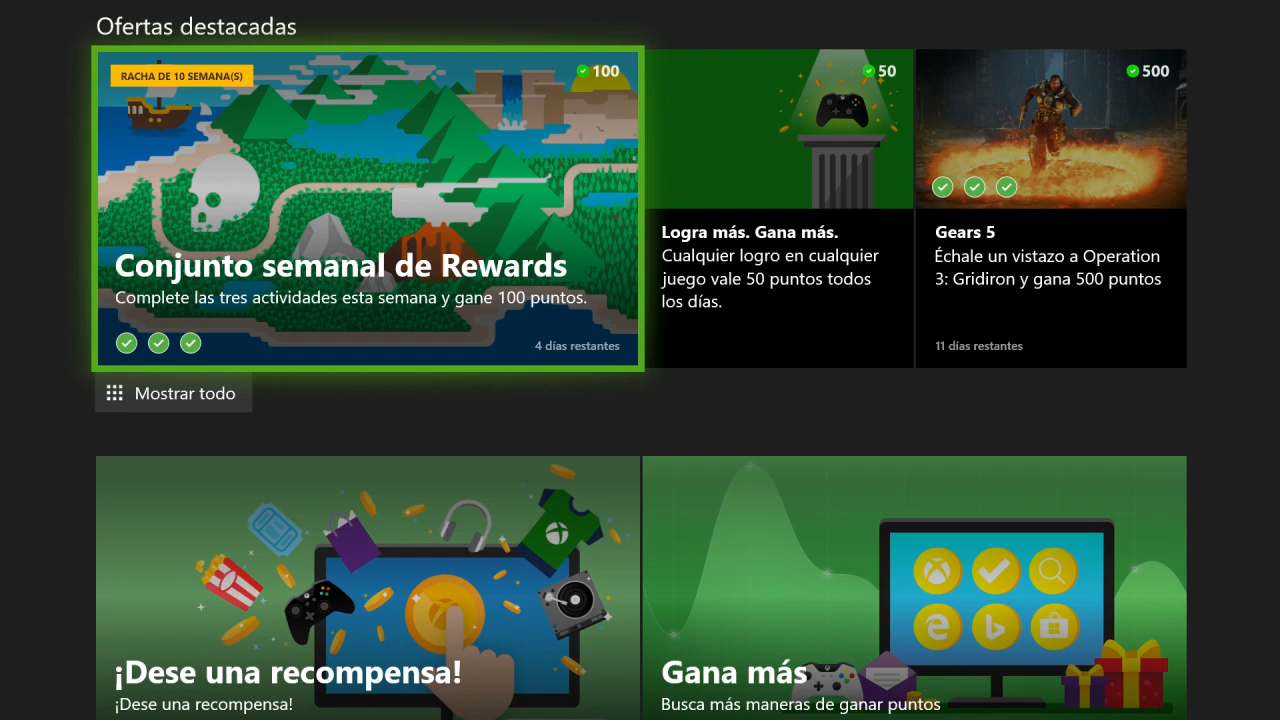 Ofertas destacadas
RACHA DE 10 SEMANA(S)
100
Conjunto semanal de Rewards
Complete las tres actividades esta semana y gane 100 puntos.
4 días restantes
50
Logra más. Gana más.
Cualquier logro en cualquier
juego vale 50 puntos todos
los días.
500
Gears 5
Échale un vistazo a Operation
3: Gridiron y gana 500 puntos
11 días restantes
Mostrar todo
¡Dese una recompensa!
¡Dese una recompensa!
Gana más
Busca más maneras de ganar puntos